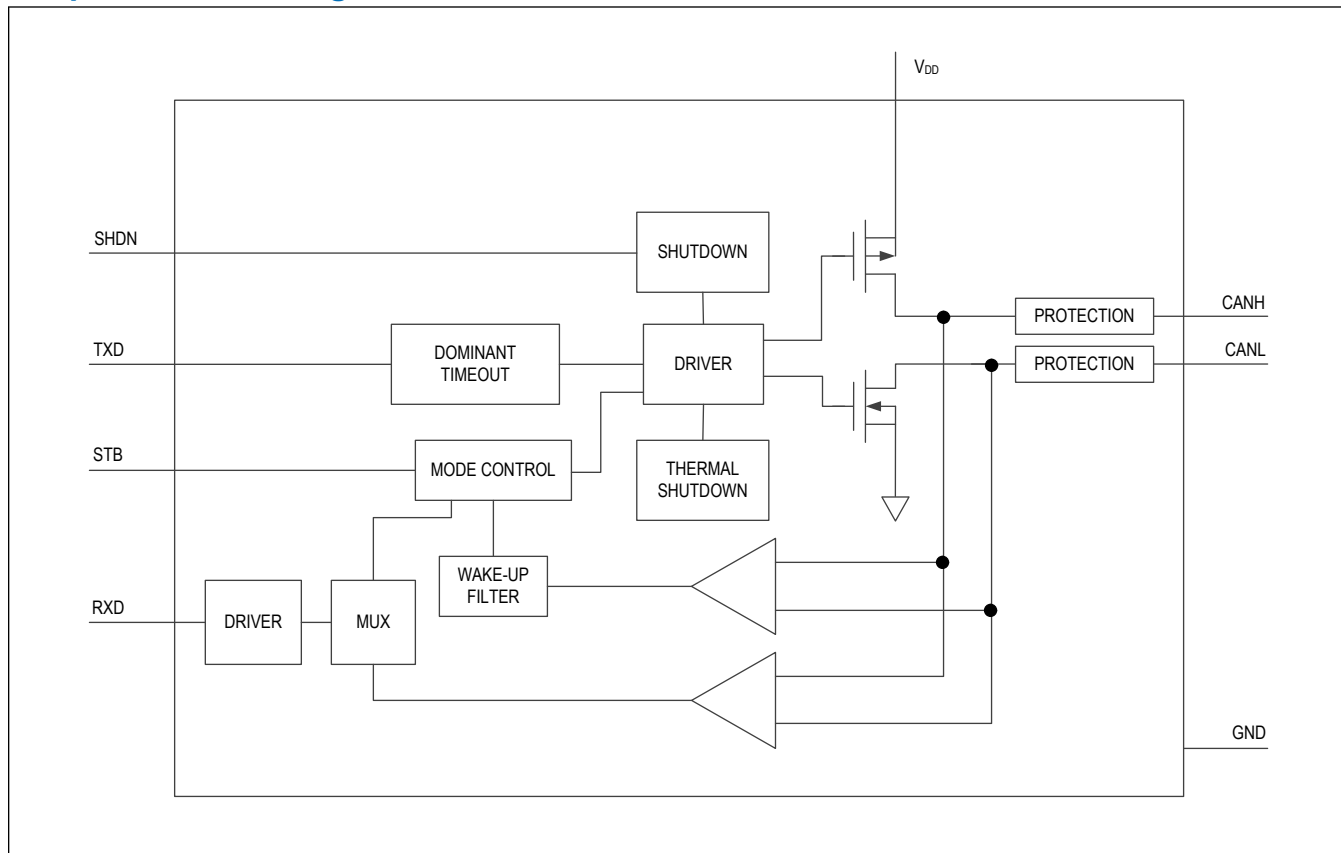 VDD
SHDN
SHUTDOWN
CANH
PROTECTION
TXD
DOMINANT
TIMEOUT
DRIVER
PROTECTION
CANL
STB
MODE CONTROL
THERMAL
SHUTDOWN
WAKE-UP
FILTER
RXD
DRIVER
MUX
GND